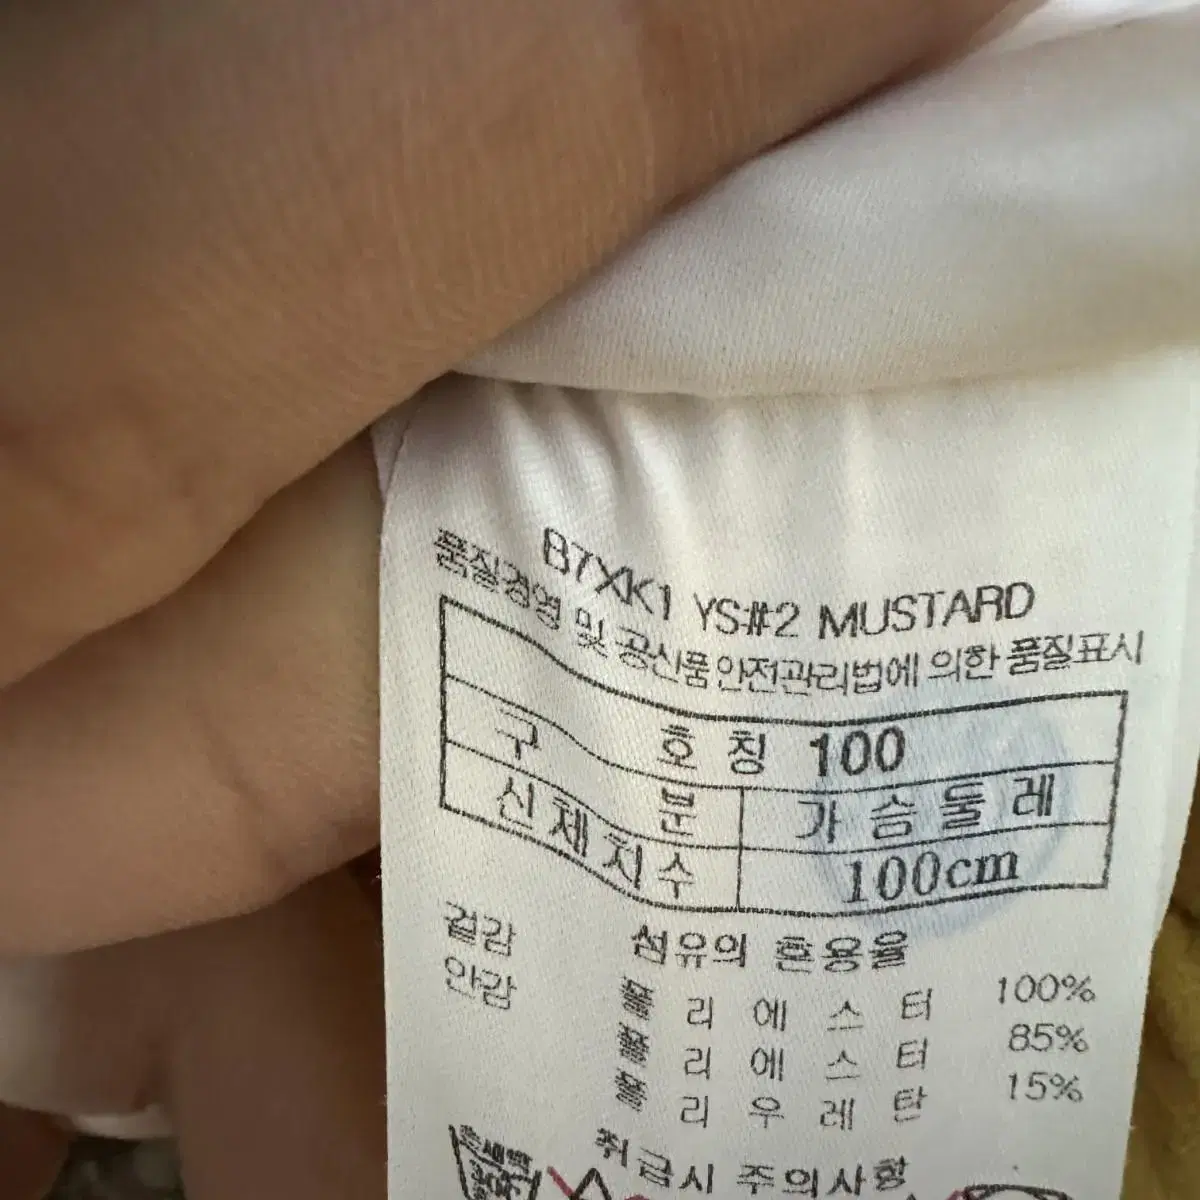 B7XK1 YS#2 MUSTARD
품질경영 및 공산품안전관리법에 의한 품질표시
호 칭 100
구 분 가 슴 둘 레
신 체 치 수 100cm
섬유의 혼용율
겉감 폴 리 에 스 터 100%
안감 폴 리 에 스 터 85%
폴 리 우 레 탄 15%
취급시 주의사항
손세탁